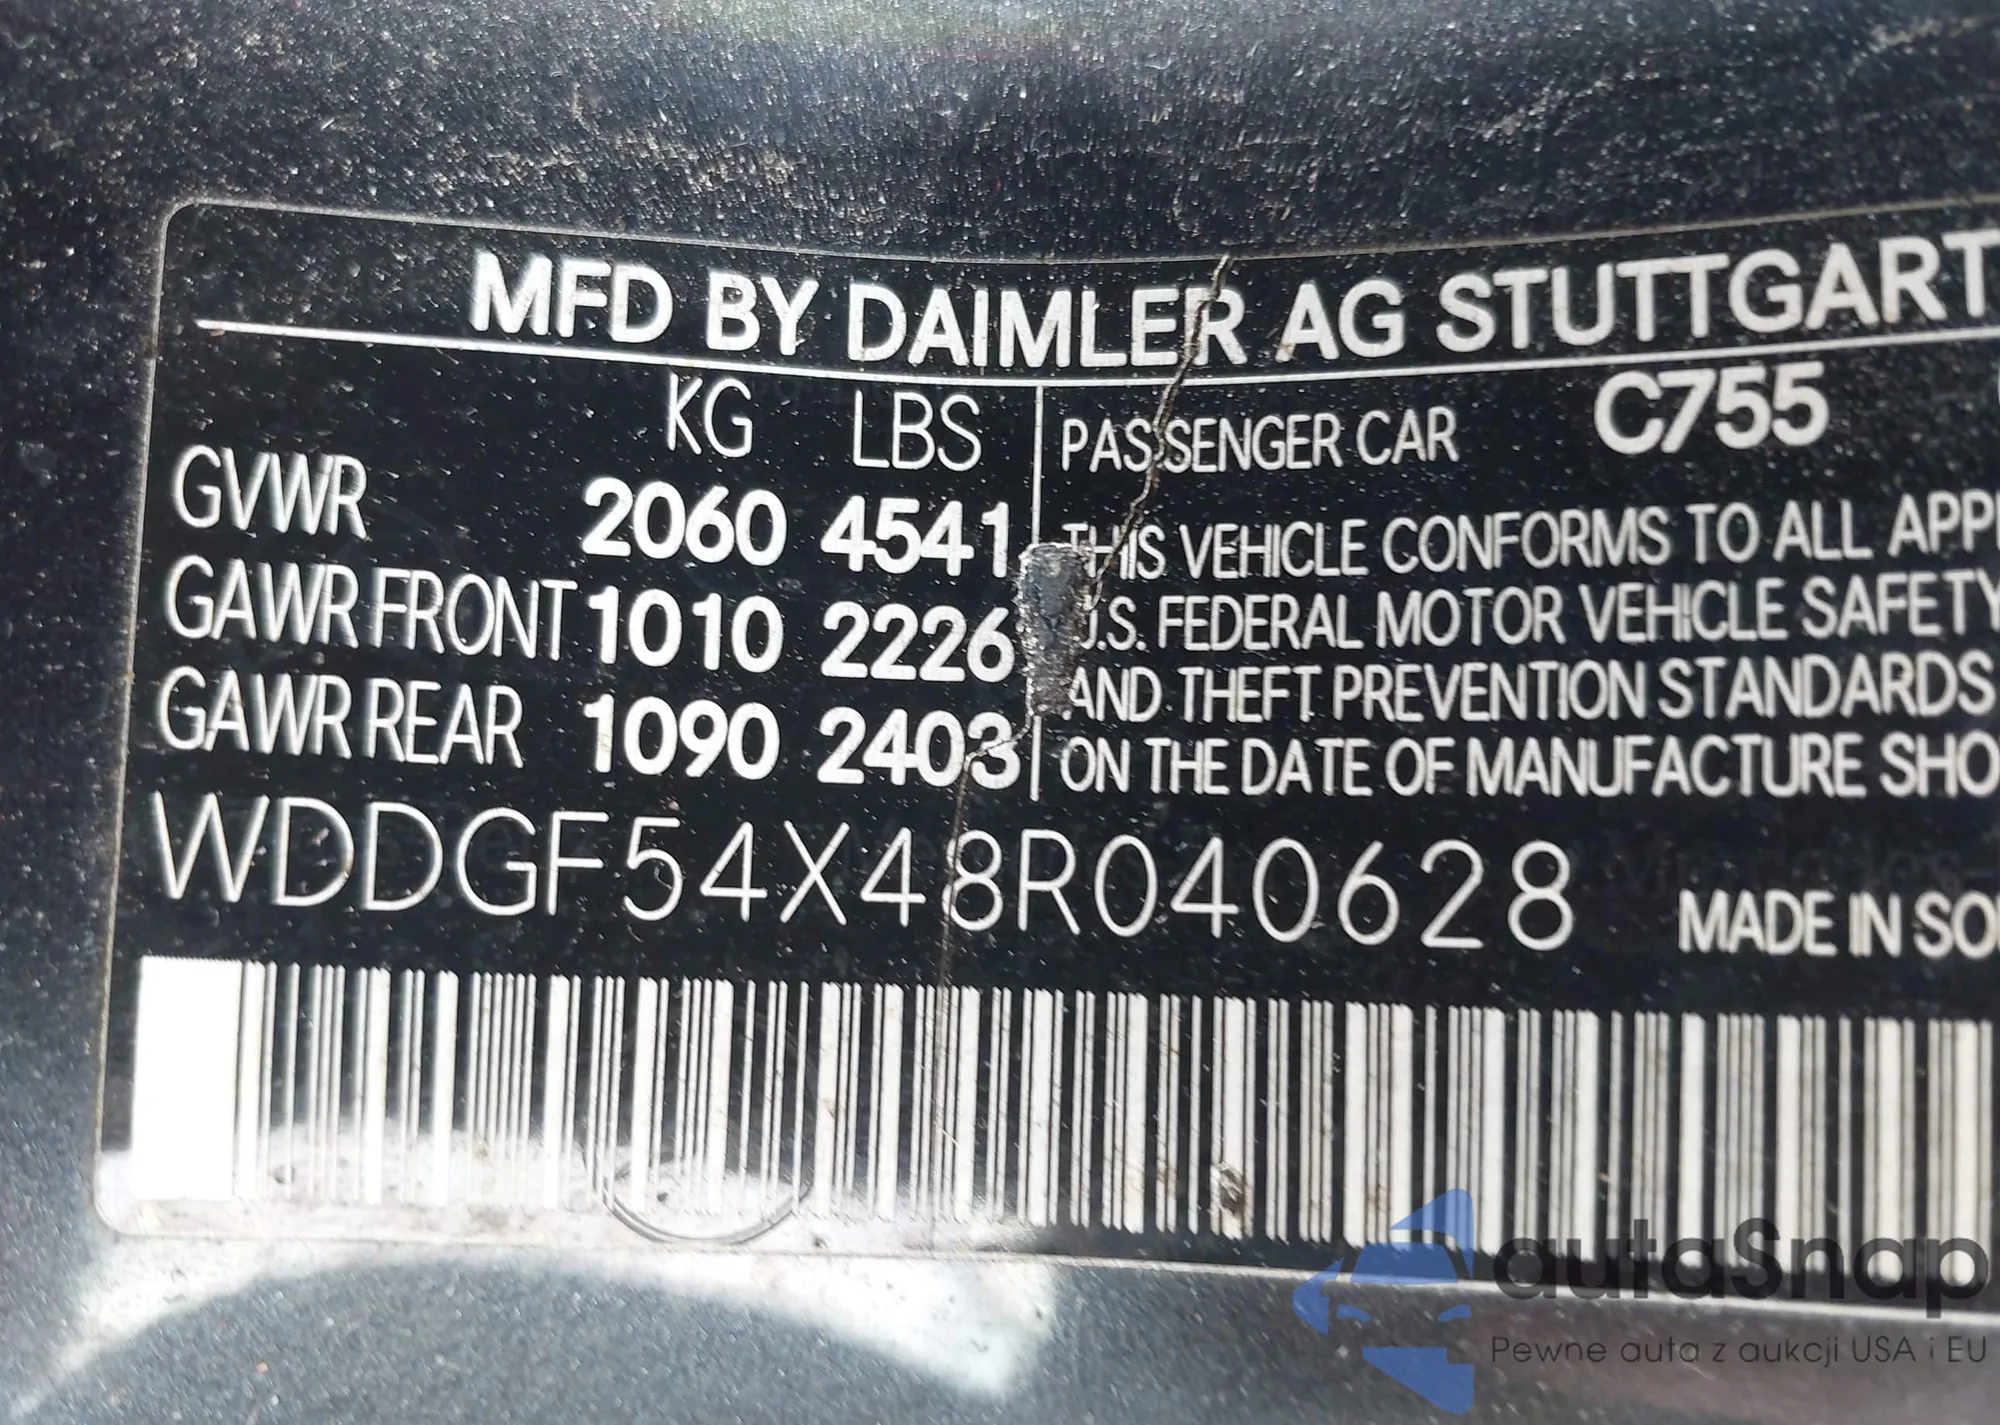 MFD BY DAIMLER AG STUTTGART
KG LBS
GVWR 2060 4541
GAWR FRONT 1010 2226
GAWR REAR 1090 2403
PASSENGER CAR C755
THIS VEHICLE CONFORMS TO ALL APPL
U.S. FEDERAL MOTOR VEHICLE SAFETY
AND THEFT PREVENTION STANDARDS
ON THE DATE OF MANUFACTURE SHO
WDDGF54X48R040628
MADE IN SO
autaSnap
Pewne auta z aukcji USA i EU